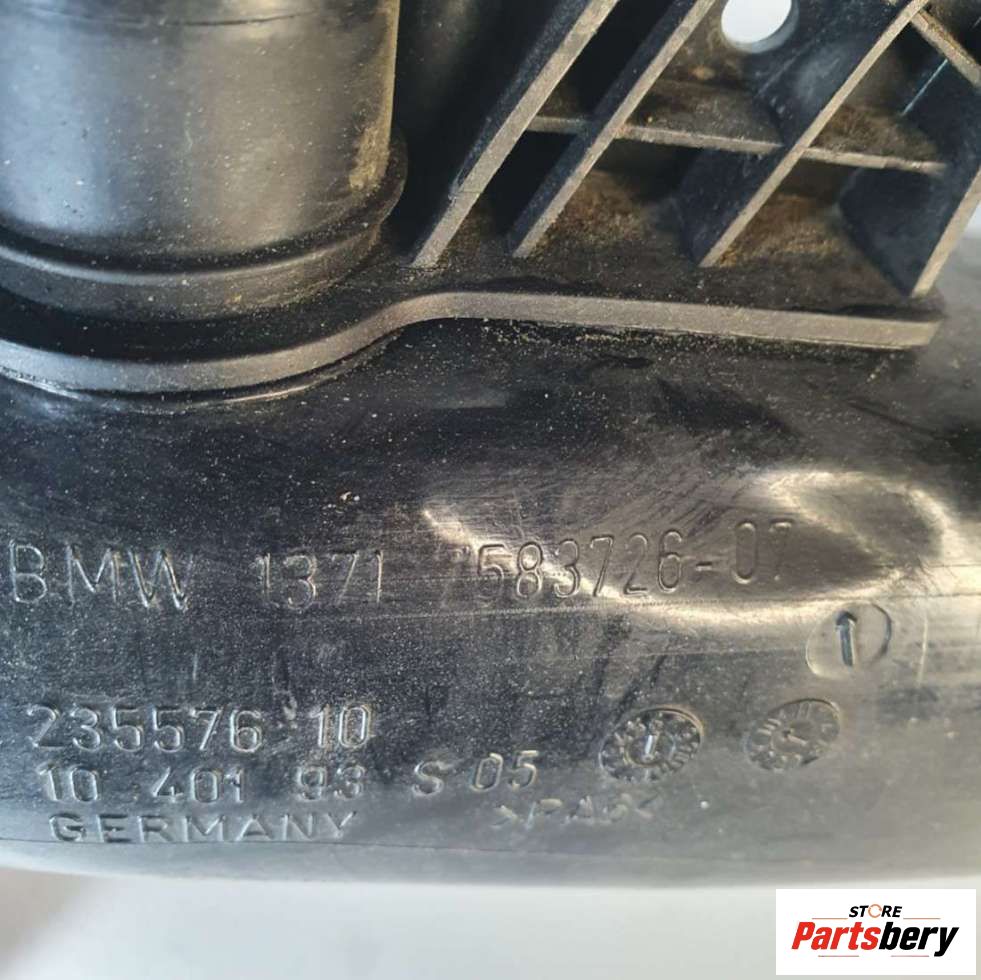 BMW 1371 7583726-07
235576 10
10 401 93 S 05
>PA6<
GERMANY
STORE
Partsbery